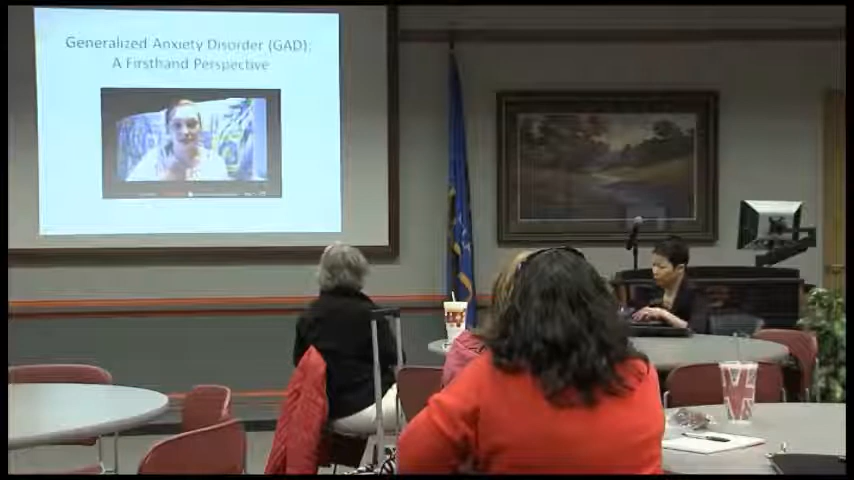 Generalized Anxiety Disorder (GAD):
A Firsthand Perspective